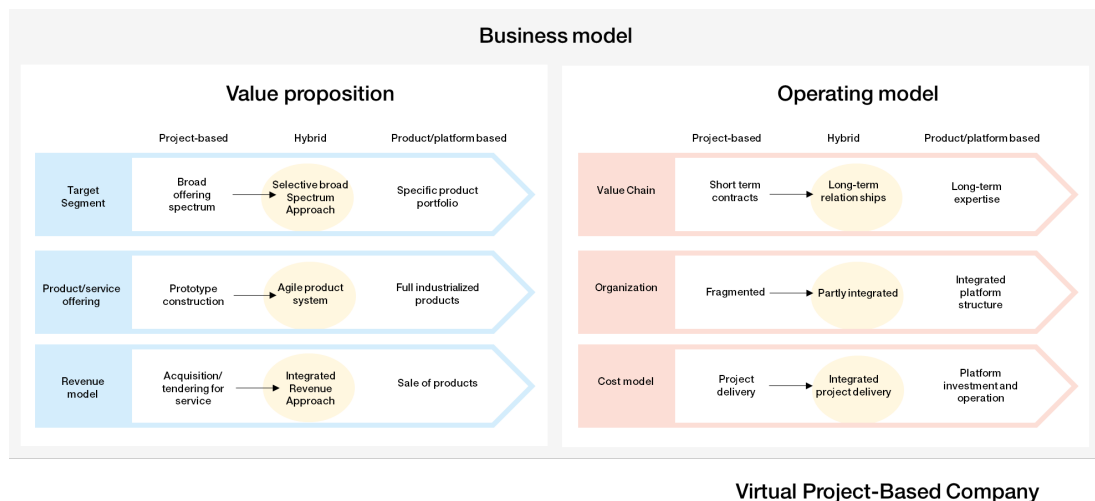 Business model
Value proposition
Project-based
Hybrid
Product/platform based
Target
Segment
Broad
offering
spectrum
Selective broad
Spectrum
Approach
Specific product
portfolio
Product/service
offering
Prototype
construction
Agile product
system
Full industrialized
products
Revenue
model
Acquisition/
tendering for
service
Integrated
Revenue
Approach
Sale of products
Operating model
Project-based
Hybrid
Product/platform based
Value Chain
Short term
contracts
Long-term
relation ships
Long-term
expertise
Organization
Fragmented
Partly integrated
Integrated
platform
structure
Cost model
Project
delivery
Integrated
project delivery
Platform
investment and
operation
Virtual Project-Based Company